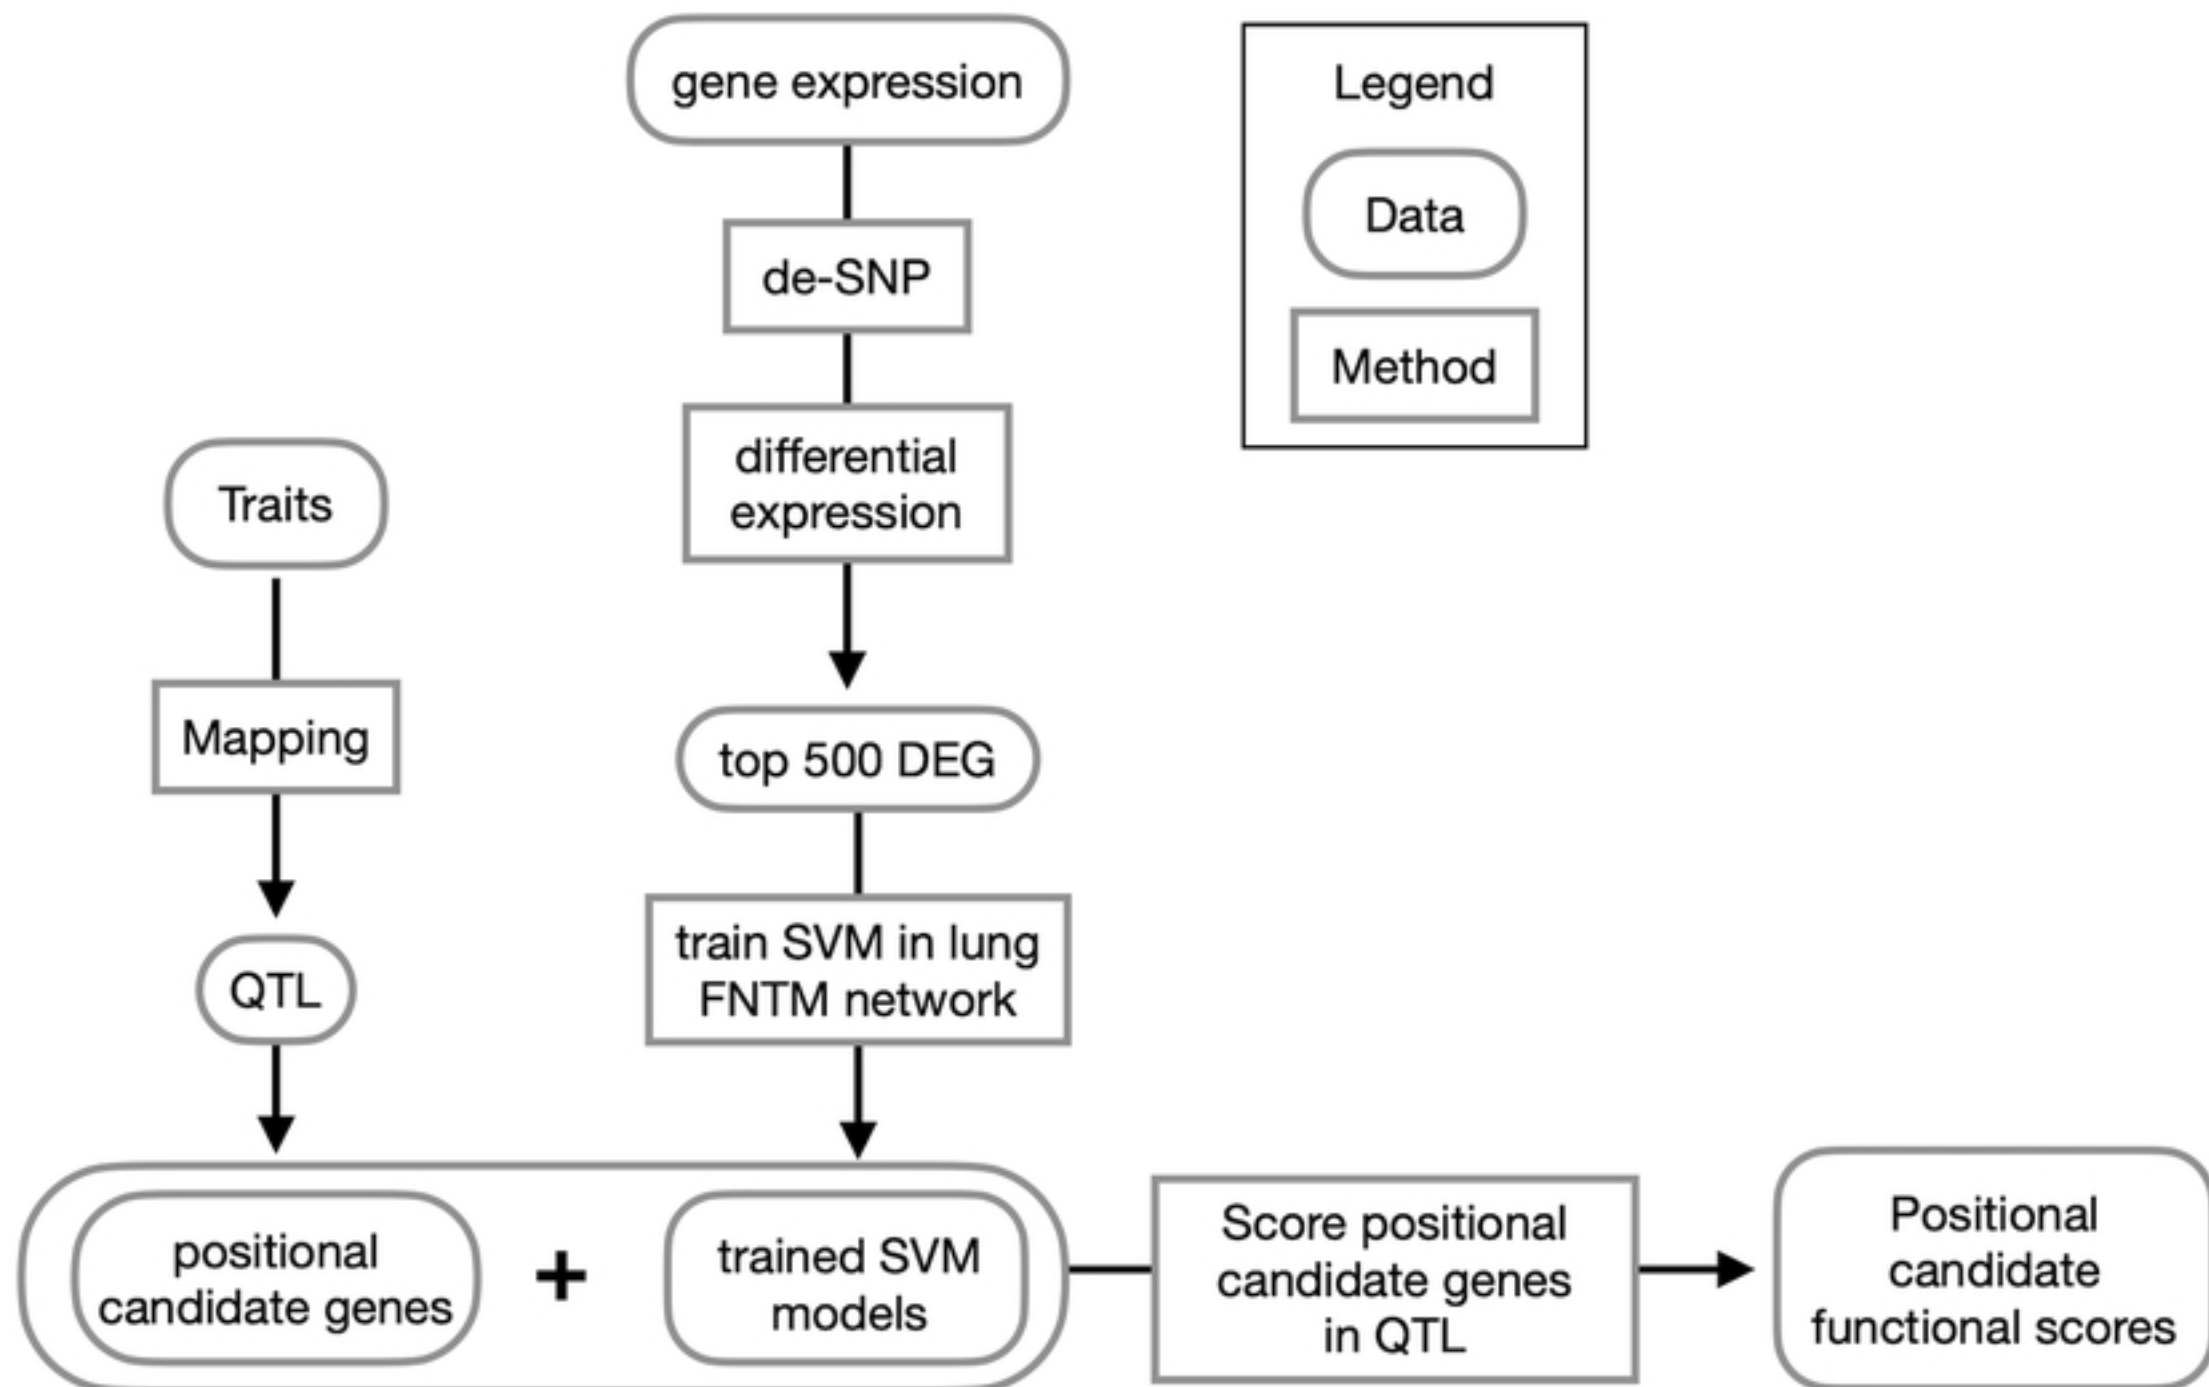 gene expression
Legend
Data
de-SNP
Method
differential
expression
Traits
Mapping
top 500 DEG
QTL
train SVM in lung
FNTM network
positional
candidate genes
+
trained SVM
models
Score positional
candidate genes
in QTL
Positional
candidate
functional scores